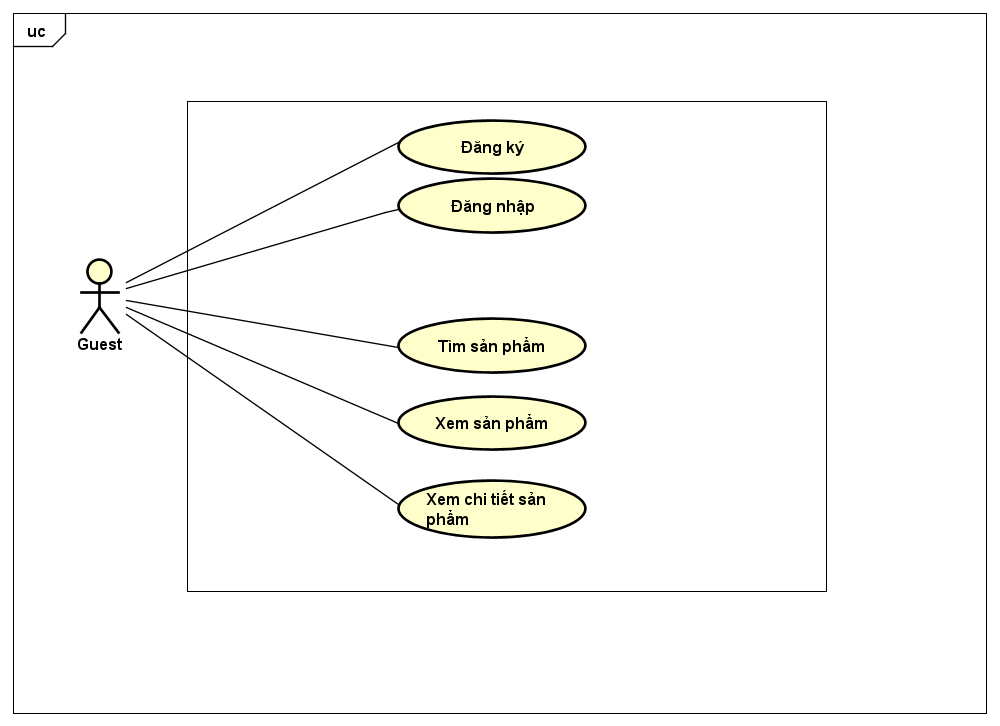 uc
Đăng ký
Đăng nhập
Guest
Tìm sản phẩm
Xem sản phẩm
Xem chi tiết sản
phẩm